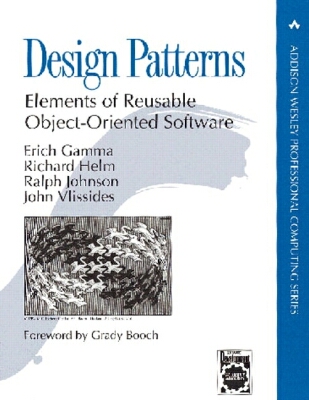 Design Patterns
Elements of Reusable
Object-Oriented Software
Erich Gamma
Richard Helm
Ralph Johnson
John Vlissides
Foreword by Grady Booch
ADDISON WESLEY PROFESSIONAL COMPUTING SERIES